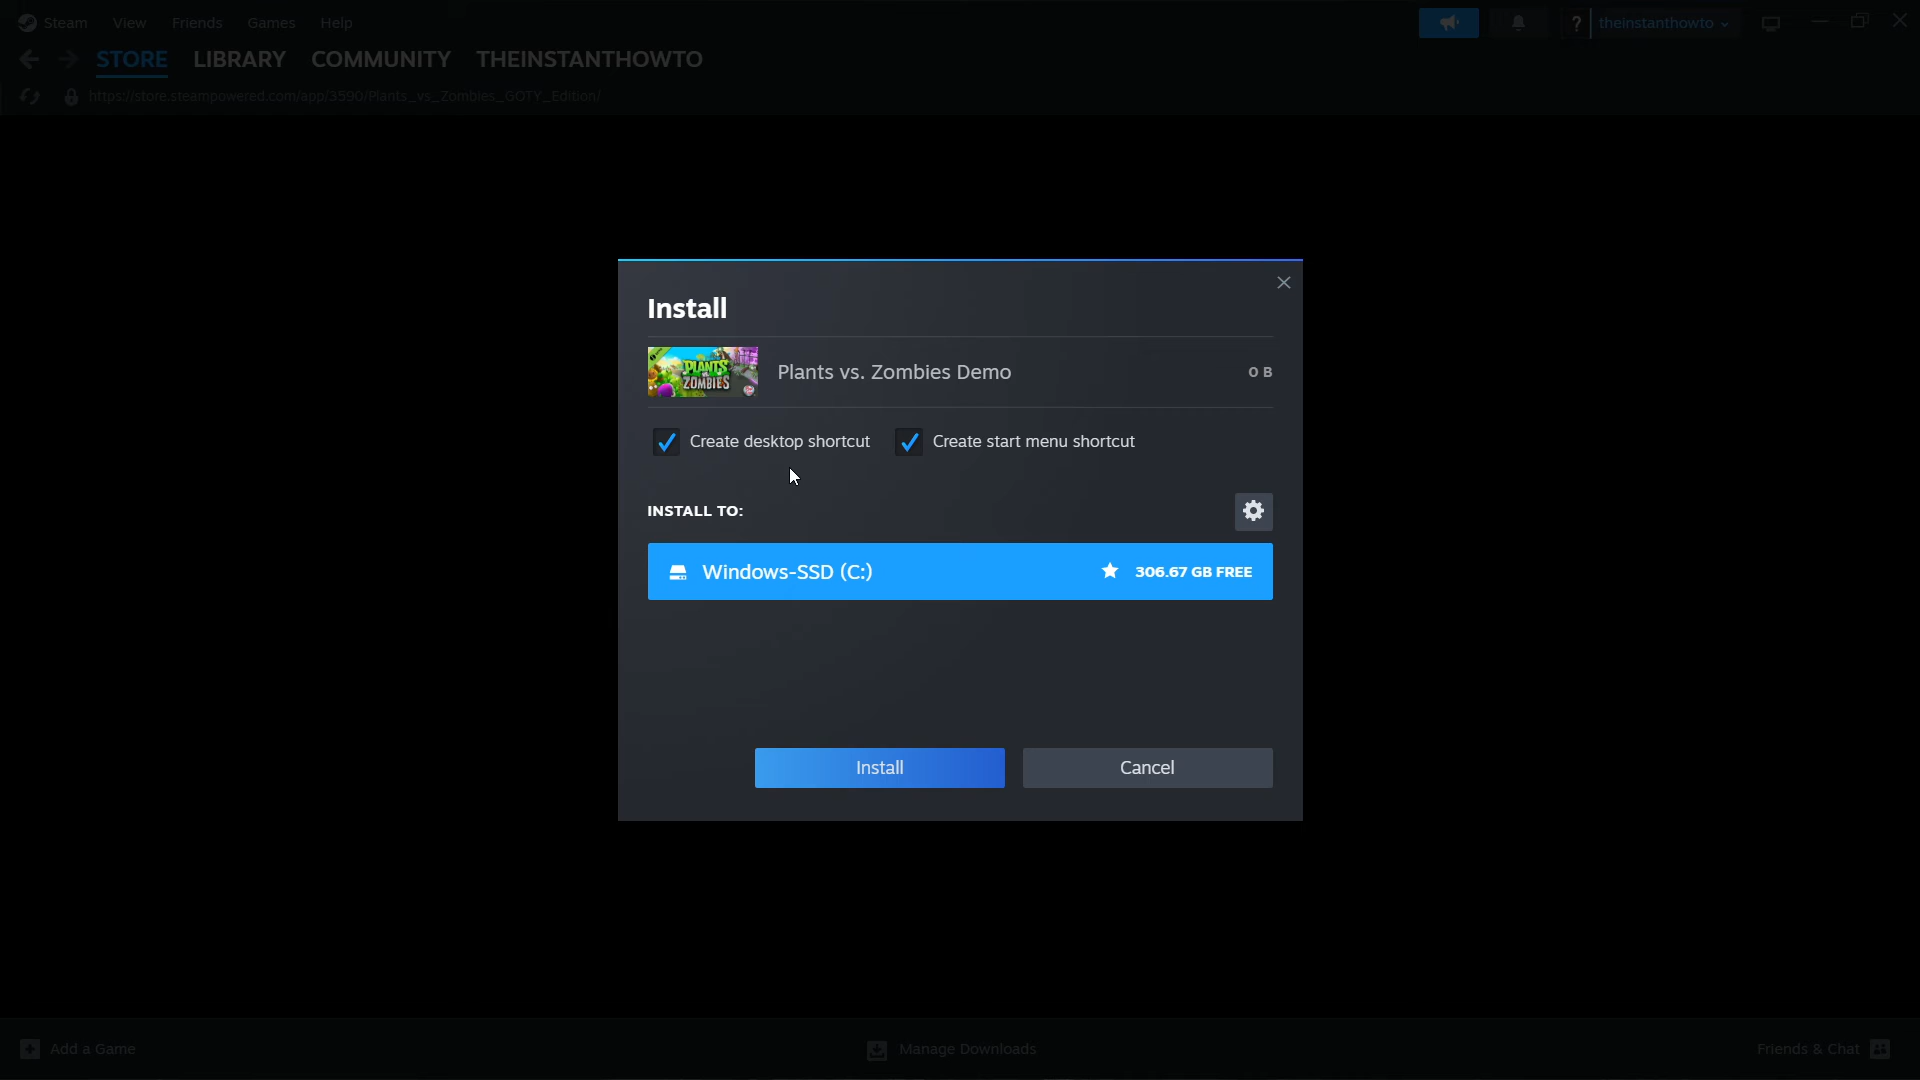 Steam View Friends Games Help
? theinstanthowto
STORE LIBRARY COMMUNITY THEINSTANTHOWTO
https://store.steampowered.com/app/3590/Plants_vs_Zombies_GOTY_Edition/
Install
PLANTS VS. ZOMBIES
Plants vs. Zombies Demo 0 B
Create desktop shortcut Create start menu shortcut
INSTALL TO:
Windows-SSD (C:) 306.67 GB FREE
Install Cancel
Add a Game Manage Downloads Friends & Chat